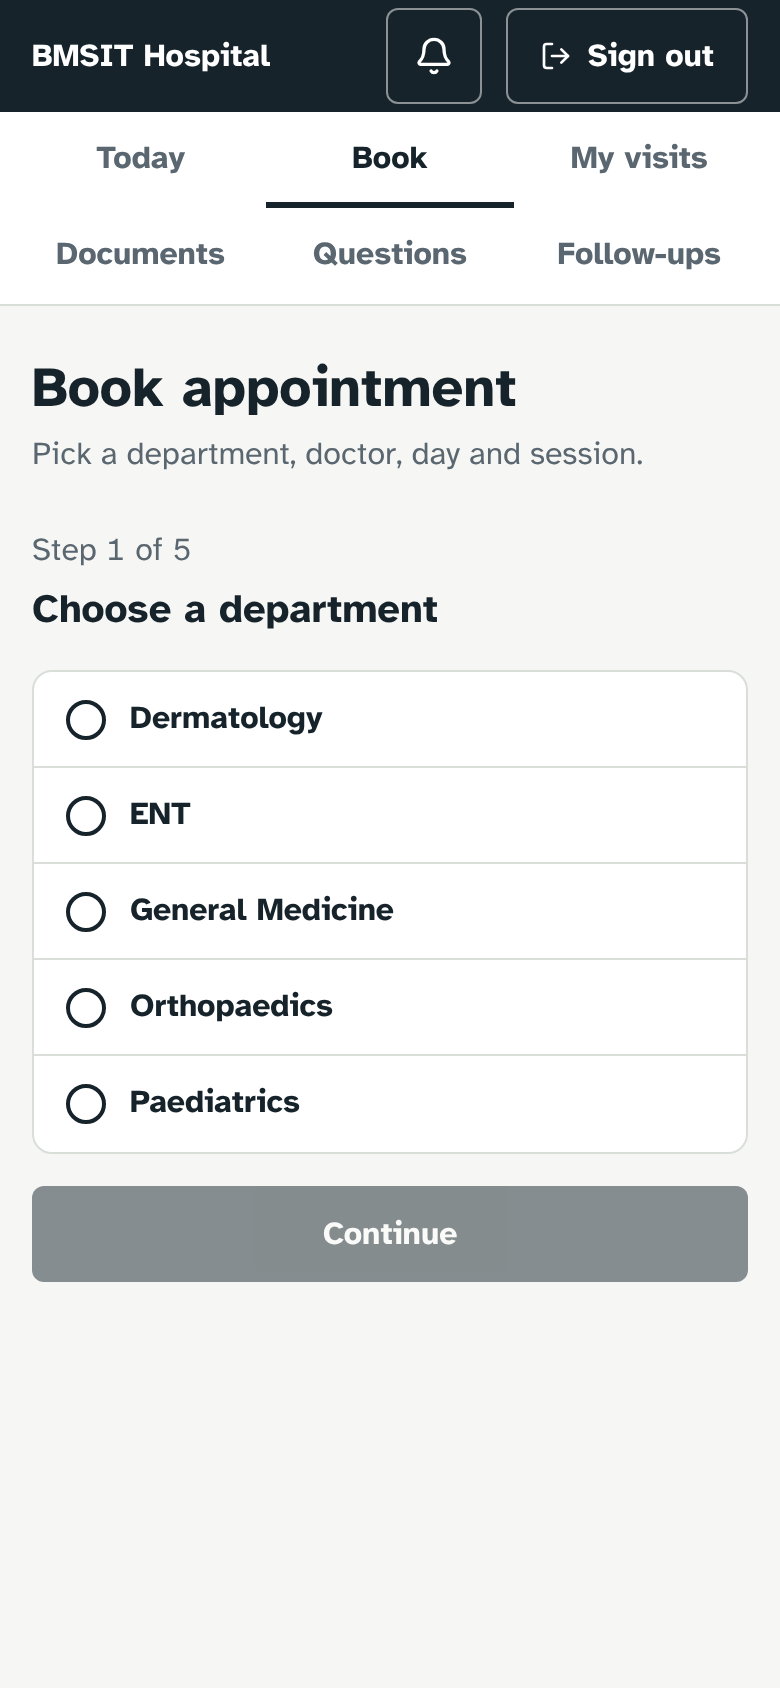 BMSIT Hospital
Sign out
Today Book My visits
Documents Questions Follow-ups
Book appointment
Pick a department, doctor, day and session.
Step 1 of 5
Choose a department
Dermatology
ENT
General Medicine
Orthopaedics
Paediatrics
Continue